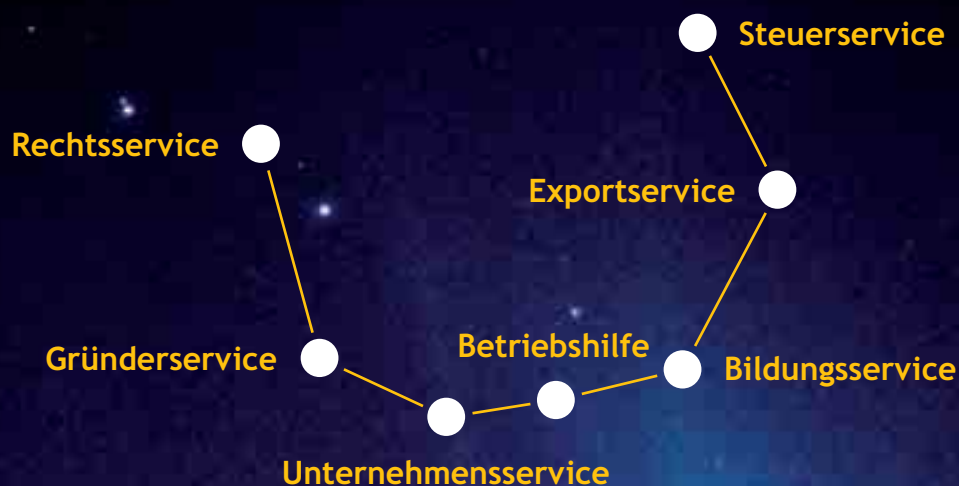 Steuerservice
Rechtsservice
Exportservice
Betriebshilfe
Gründerservice
Bildungsservice
Unternehmensservice